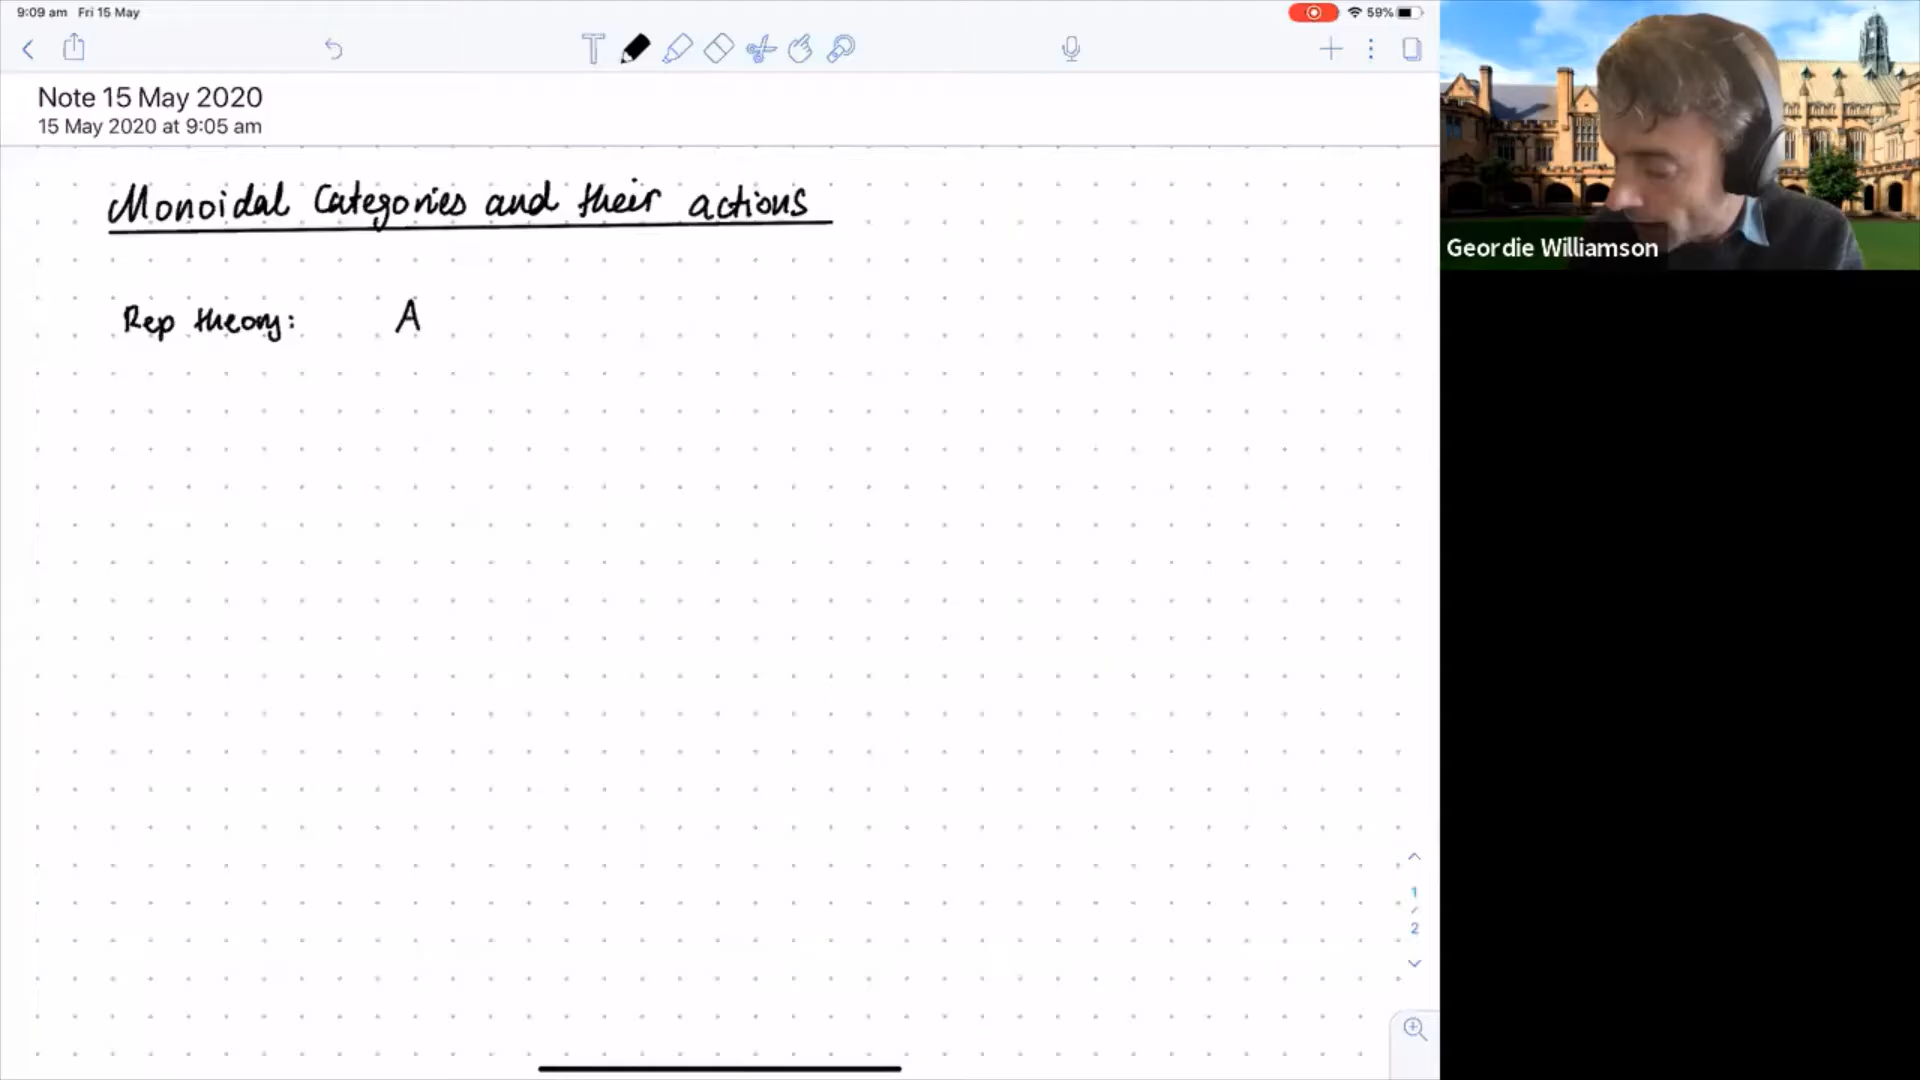 9:09 am Fri 15 May
59%
Note 15 May 2020
15 May 2020 at 9:05 am
Monoidal Categories and their actions
Rep theory: A
Geordie Williamson
1
/
2